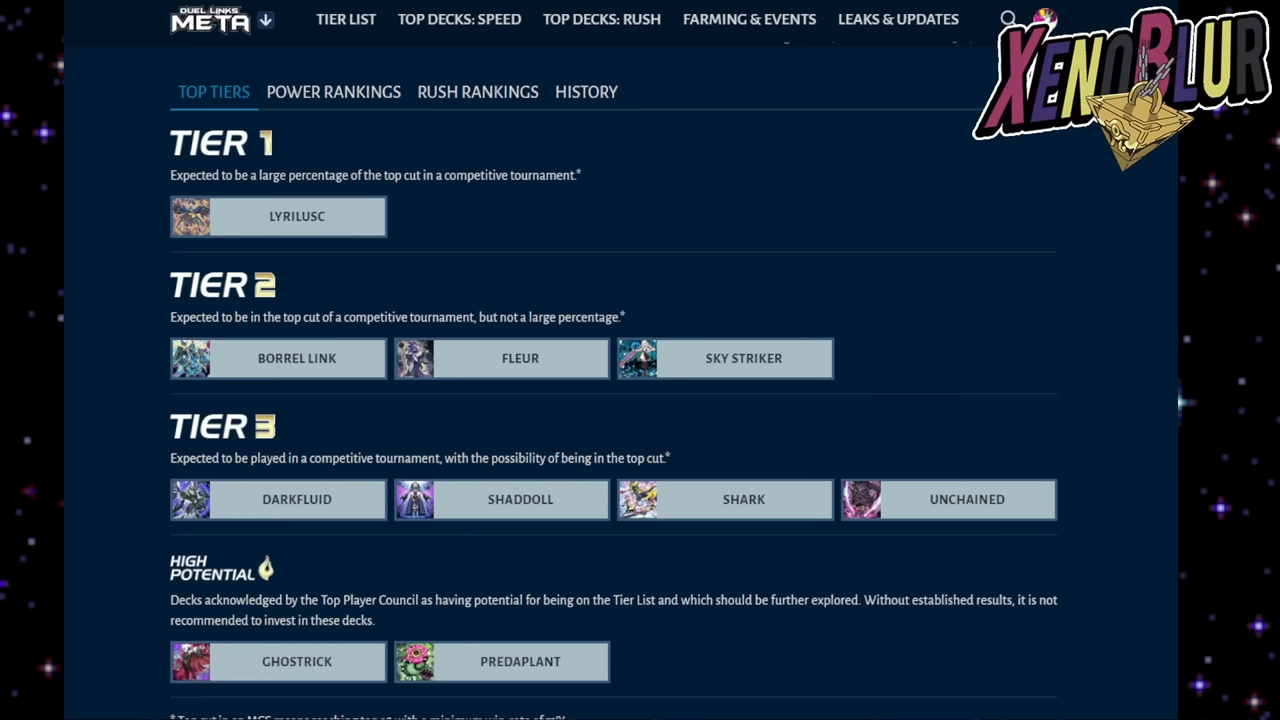 DUEL LINKS
META
TIER LIST
TOP DECKS: SPEED
TOP DECKS: RUSH
FARMING & EVENTS
LEAKS & UPDATES
XENOBLUR
TOP TIERS
POWER RANKINGS
RUSH RANKINGS
HISTORY
TIER 1
Expected to be a large percentage of the top cut in a competitive tournament.*
LYRILUSC
TIER 2
Expected to be in the top cut of a competitive tournament, but not a large percentage.*
BORREL LINK
FLEUR
SKY STRIKER
TIER 3
Expected to be played in a competitive tournament, with the possibility of being in the top cut.*
DARKFLUID
SHADDOLL
SHARK
UNCHAINED
HIGH
POTENTIAL
Decks acknowledged by the Top Player Council as having potential for being on the Tier List and which should be further explored. Without established results, it is not
recommended to invest in these decks.
GHOSTRICK
PREDAPLANT